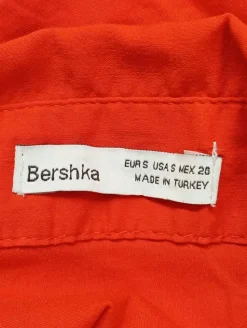 Bershka
EUR S USA S MEX 26
MADE IN TURKEY